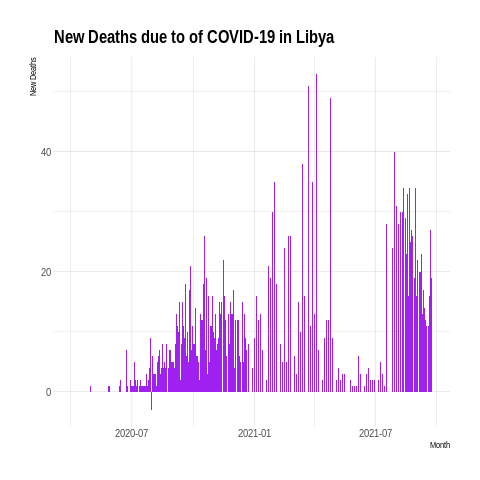 New Deaths due to of COVID-19 in Libya
New Deaths
40
20
0
2020-07
2021-01
2021-07
Month